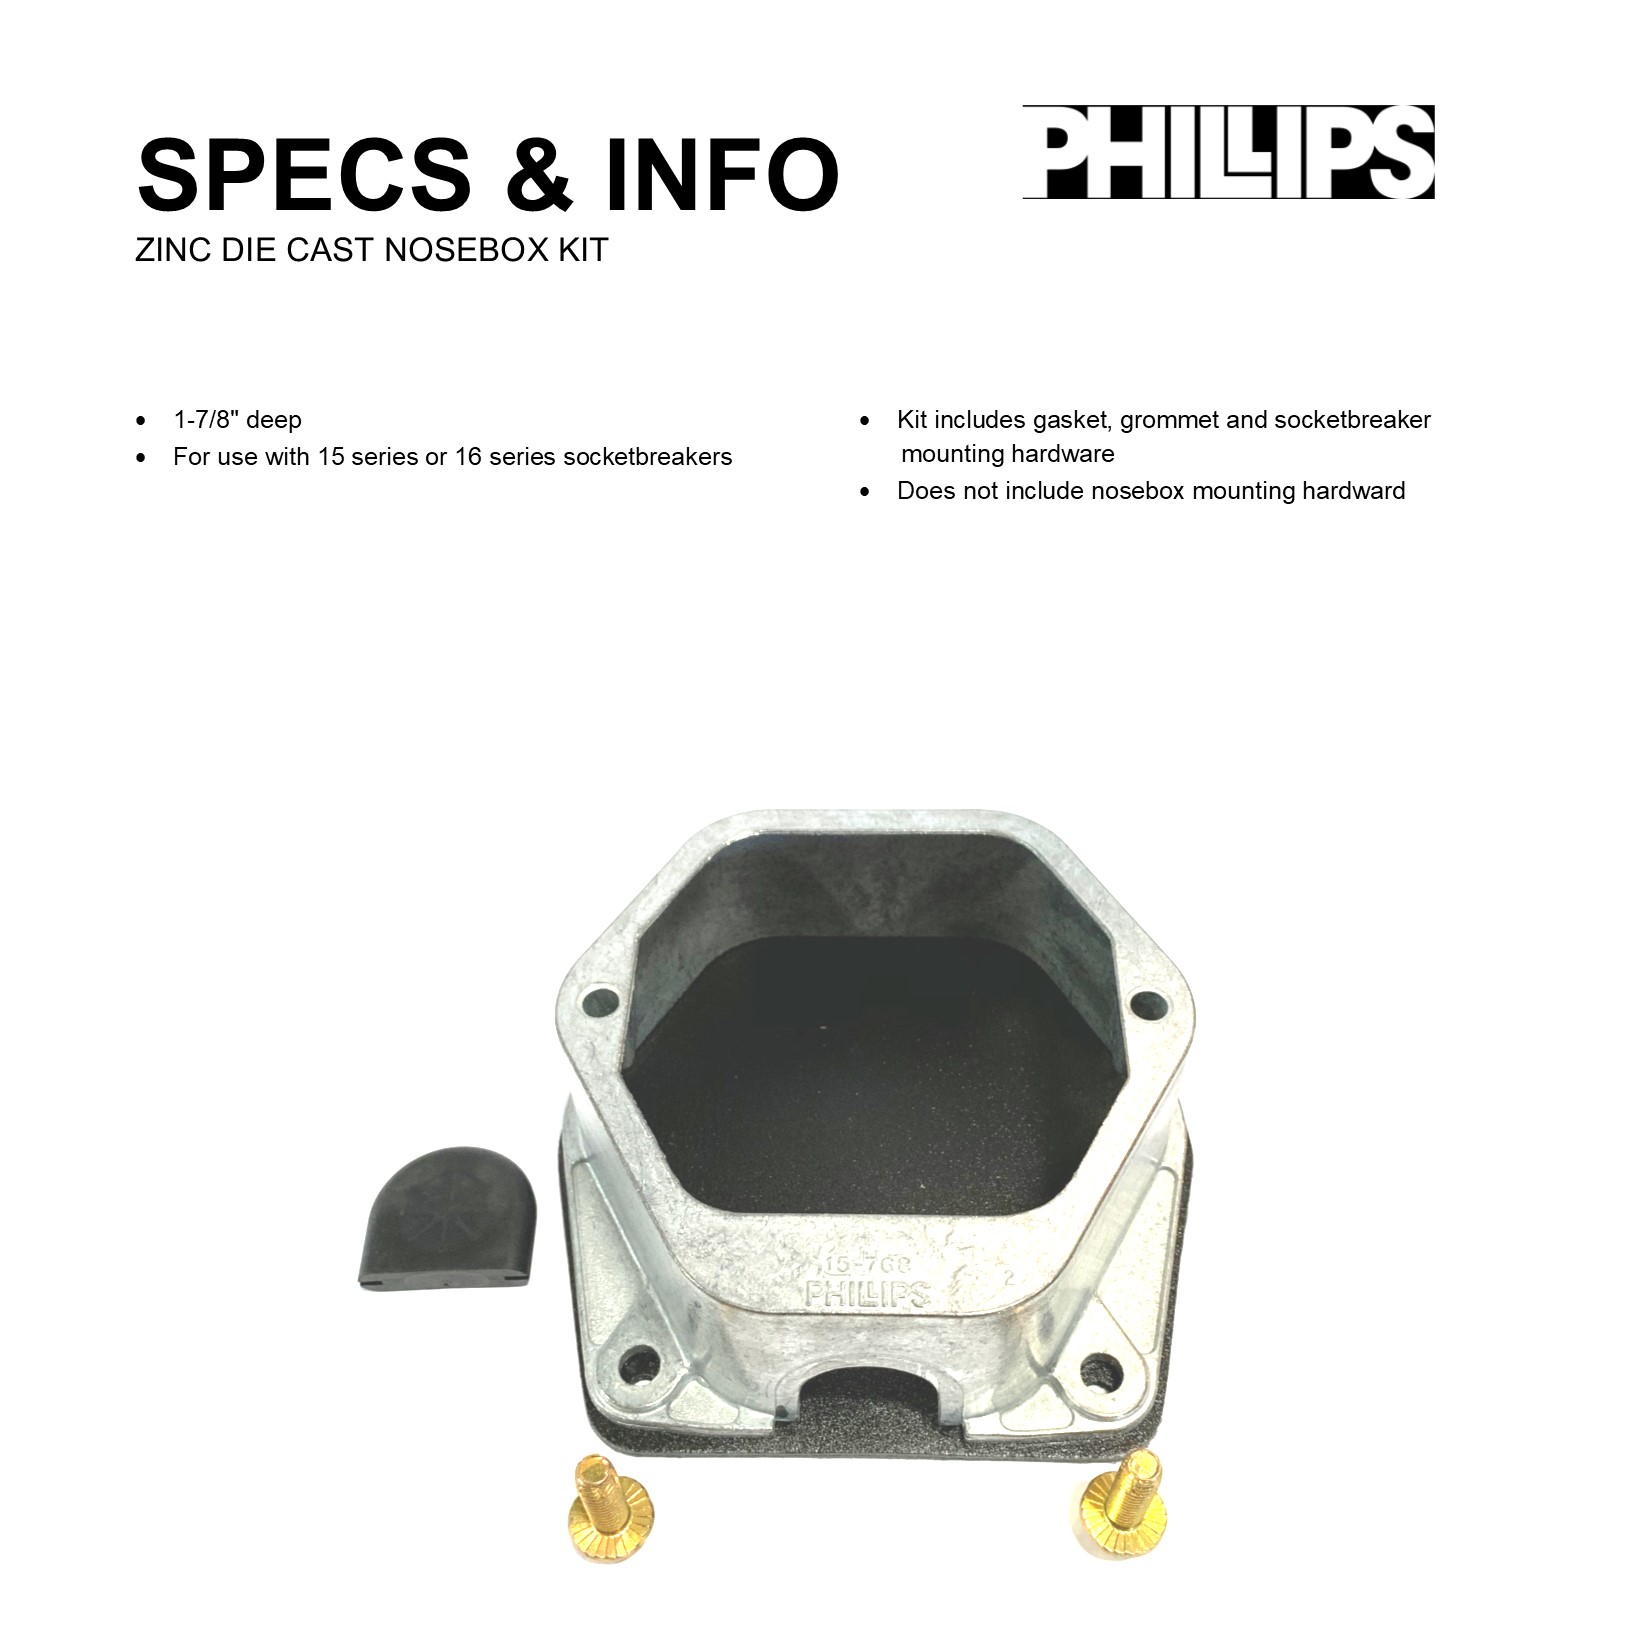 SPECS & INFO
PHILLIPS
ZINC DIE CAST NOSEBOX KIT
• 1-7/8" deep
• For use with 15 series or 16 series socketbreakers
• Kit includes gasket, grommet and socketbreaker
mounting hardware
• Does not include nosebox mounting hardward
15-768
PHILLIPS
2